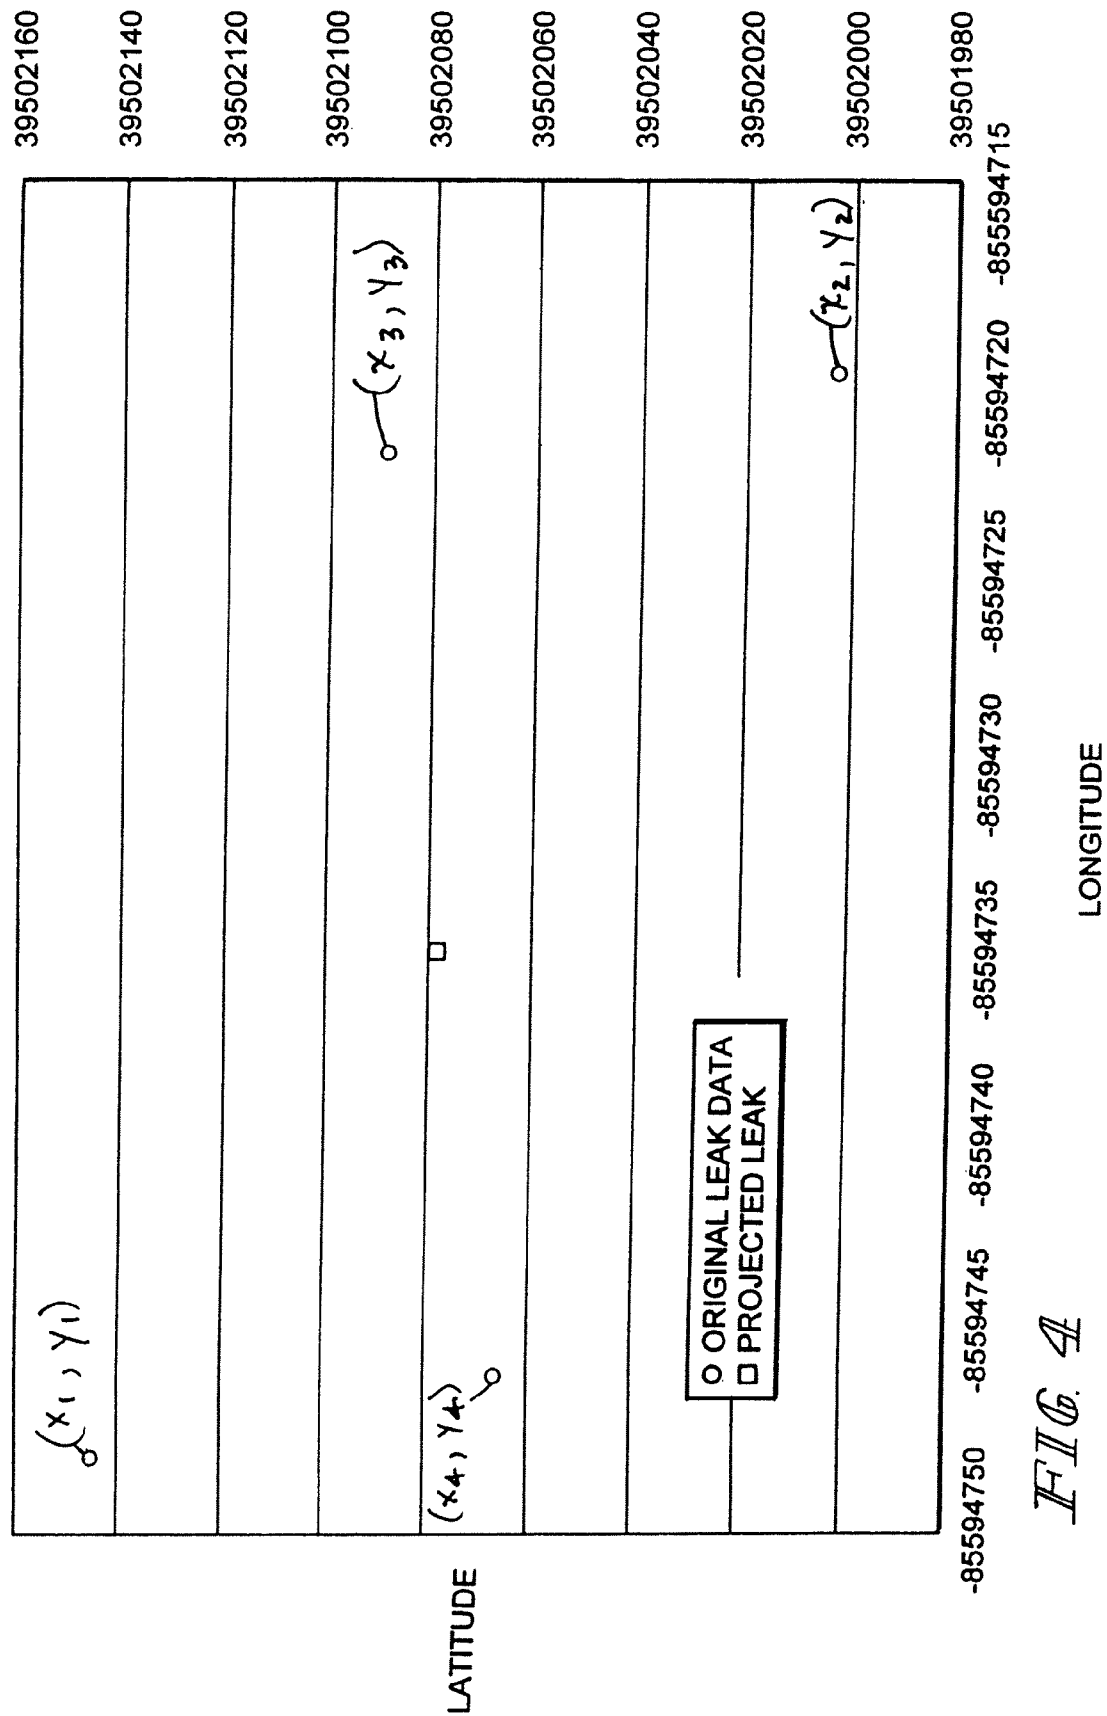 39502160
39502140
39502120
39502100
39502080
39502060
39502040
39502020
39502000
39501980
(x1, y1)
(x3, y3)
(x4, y4)
(x2, y2)
LATITUDE
○ ORIGINAL LEAK DATA
□ PROJECTED LEAK
-85594750
-85594745
-85594740
-85594735
-85594730
-85594725
-85594720
-855594715
LONGITUDE
FIG. 4